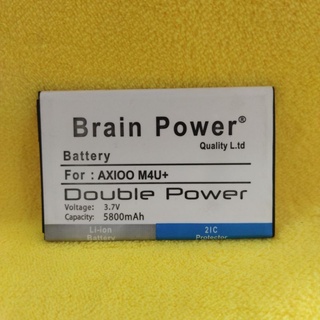 Brain Power®
Quality L.td
Battery
For : AXIOO M4U+
Double Power
Voltage: 3.7V
Capacity: 5800mAh
Li-ion
Battery
2IC
Protector